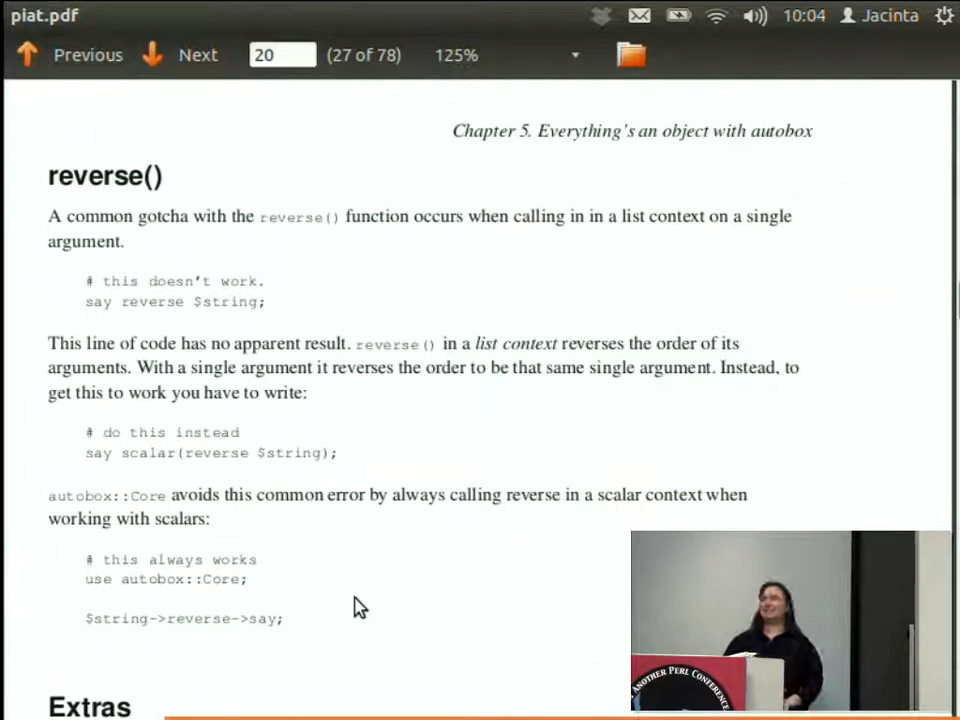 piat.pdf
10:04 Jacinta
Previous Next 20 (27 of 78) 125%
Chapter 5. Everything's an object with autobox
reverse()
A common gotcha with the reverse() function occurs when calling in in a list context on a single
argument.
# this doesn't work.
say reverse $string;
This line of code has no apparent result. reverse() in a list context reverses the order of its
arguments. With a single argument it reverses the order to be that same single argument. Instead, to
get this to work you have to write:
# do this instead
say scalar(reverse $string);
autobox::Core avoids this common error by always calling reverse in a scalar context when
working with scalars:
# this always works
use autobox::Core;
$string->reverse->say;
ANOTHER PERL CONFERENCE
Extras